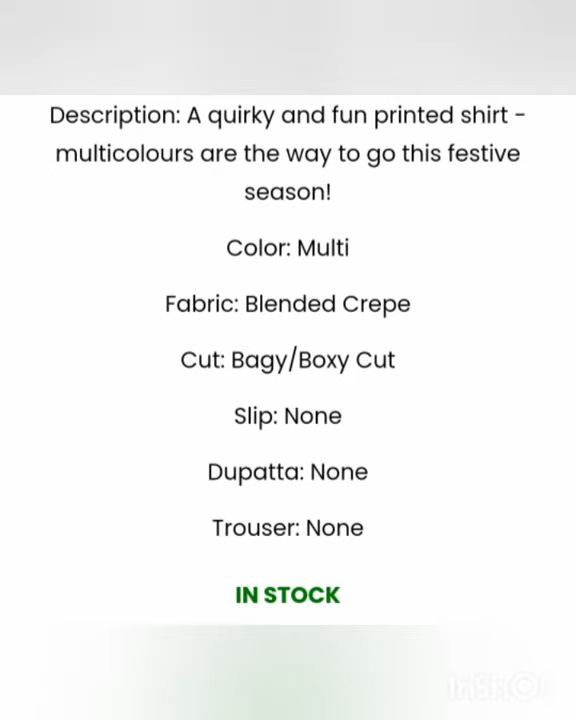 Description: A quirky and fun printed shirt -
multicolours are the way to go this festive
season!
Color: Multi
Fabric: Blended Crepe
Cut: Bagy/Boxy Cut
Slip: None
Dupatta: None
Trouser: None
IN STOCK
InShOt